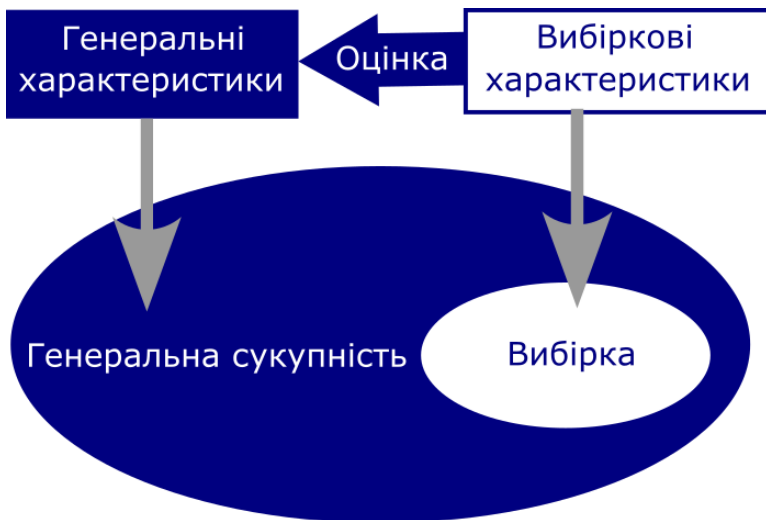 Генеральні
характеристики
Оцінка
Вибіркові
характеристики
Генеральна сукупність
Вибірка